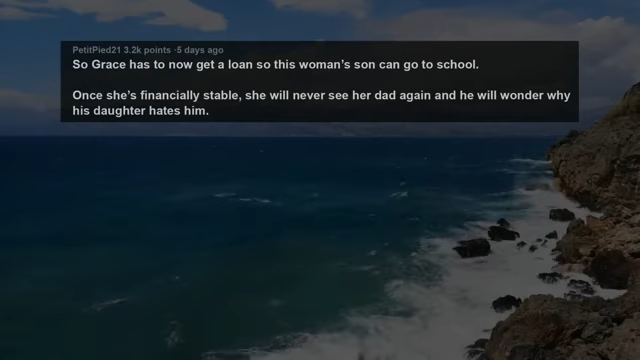 PetitPied21 3.2k points ·5 days ago
So Grace has to now get a loan so this woman’s son can go to school.
Once she’s financially stable, she will never see her dad again and he will wonder why
his daughter hates him.